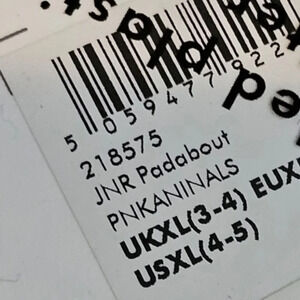 5 059477 922
218575
JNR Padabout
PNKANINALS
UKXL(3-4) EUX
USXL(4-5)